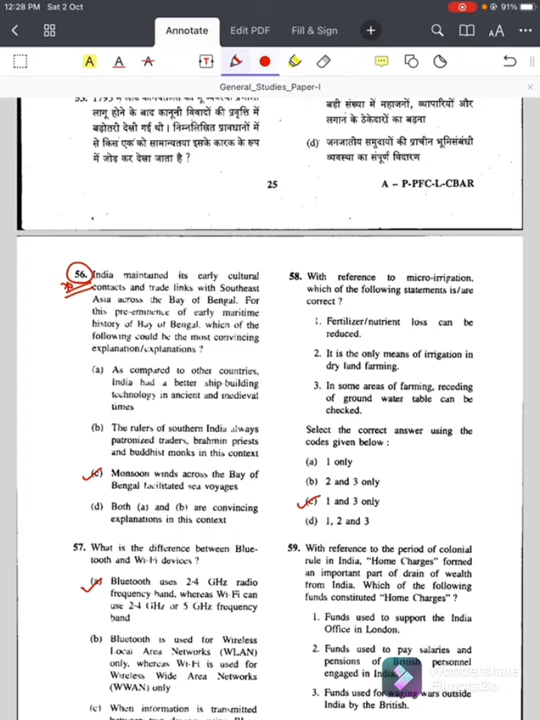 12:28 PM Sat 2 Oct
91%
Annotate
Edit PDF
Fill & Sign
General_Studies_Paper-I
लागू होने के बाद कानूनी विवादों की प्रवृत्ति में
बढ़ोतरी देखी गई थी। निम्नलिखित प्रावधानों में
से किस एक को सामान्यतया इसके कारक के रूप
में जोड़ कर देखा जाता है ?
बड़ी संख्या में महाजनों, व्यापारियों और
लगान के ठेकेदारों का बढ़ना
(d) जनजातीय समुदायों की प्राचीन भूमिसंबंधी
व्यवस्था का संपूर्ण विदारण
25
A – P-PFC-L-CBAR
56. India maintained its early cultural
contacts and trade links with Southeast
Asia across the Bay of Bengal. For
this pre-eminence of early maritime
history of Bay of Bengal, which of the
following could be the most convincing
explanation/explanations ?
(a) As compared to other countries,
India had a better ship-building
technology in ancient and medieval
times
(b) The rulers of southern India always
patronized traders, brahmin priests
and buddhist monks in this context
(c) Monsoon winds across the Bay of
Bengal facilitated sea voyages
(d) Both (a) and (b) are convincing
explanations in this context
57. What is the difference between Blue-
tooth and Wi-Fi devices ?
(a) Bluetooth uses 2·4 GHz radio
frequency band, whereas Wi-Fi can
use 2·4 GHz or 5 GHz frequency
band
(b) Bluetooth is used for Wireless
Local Area Networks (WLAN)
only, whereas Wi-Fi is used for
Wireless Wide Area Networks
(WWAN) only
(c) When information is transmitted
58. With reference to micro-irrigation,
which of the following statements is/are
correct ?
1. Fertilizer/nutrient loss can be
reduced.
2. It is the only means of irrigation in
dry land farming.
3. In some areas of farming, receding
of ground water table can be
checked.
Select the correct answer using the
codes given below :
(a) 1 only
(b) 2 and 3 only
(c) 1 and 3 only
(d) 1, 2 and 3
59. With reference to the period of colonial
rule in India, "Home Charges" formed
an important part of drain of wealth
from India. Which of the following
funds constituted "Home Charges" ?
1. Funds used to support the India
Office in London.
2. Funds used to pay salaries and
pensions of British personnel
engaged in India.
3. Funds used for waging wars outside
India by the British.
Wondershare
FilmoraGo